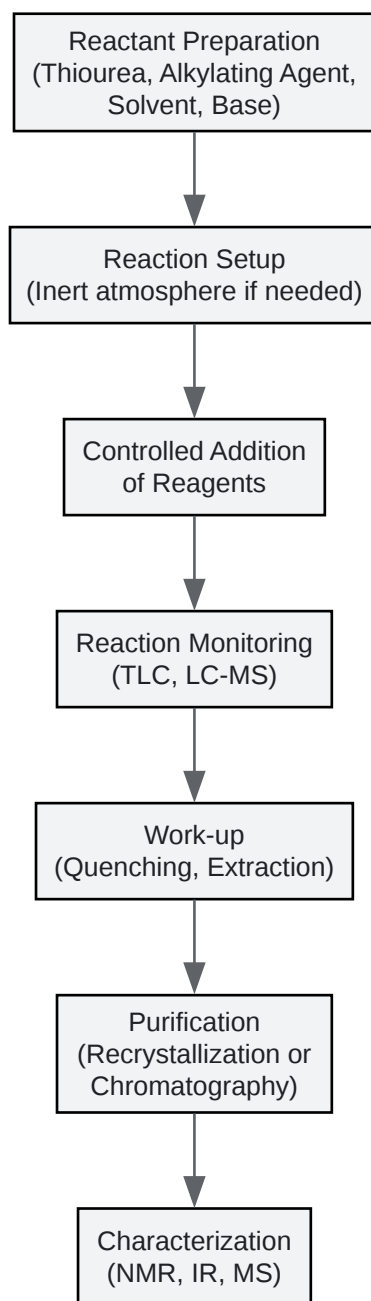 Reactant Preparation
(Thiourea, Alkylating Agent,
Solvent, Base)
Reaction Setup
(Inert atmosphere if needed)
Controlled Addition
of Reagents
Reaction Monitoring
(TLC, LC-MS)
Work-up
(Quenching, Extraction)
Purification
(Recrystallization or
Chromatography)
Characterization
(NMR, IR, MS)